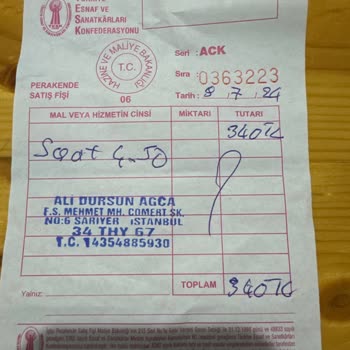 ESNAF VE
SANATKÂRLARI
KONFEDERASYONU
HAZİNE VE MALİYE BAKANLIĞI
T.C.
Seri : ACK
Sıra : 0363223
Tarih : 8 / 7 / 24
PERAKENDE
SATIŞ FİŞİ
06
MAL VEYA HİZMETİN CİNSİ MİKTARI TUTARI
340TL
Saat 4.50
ALİ DURSUN AGCA
F.S. MEHMET MH. COMERT SK.
NO:6 SARIYER İSTANBUL
34 THY 67
T.C. 14354885930
Yalnız: TOPLAM 340TL